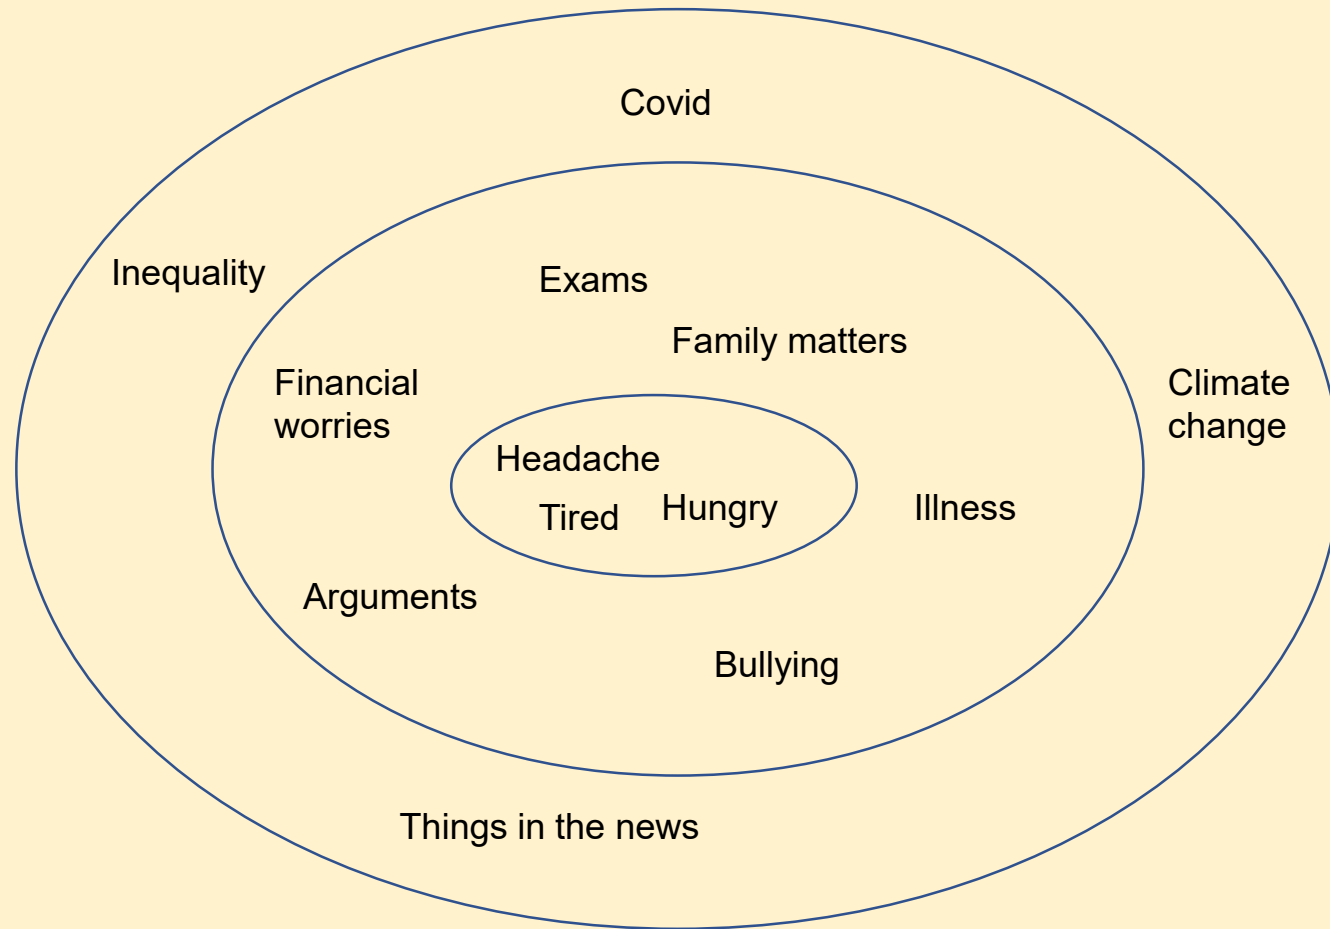 Covid
Inequality
Exams
Family matters
Financial
worries
Climate
change
Headache
Tired
Hungry
Illness
Arguments
Bullying
Things in the news